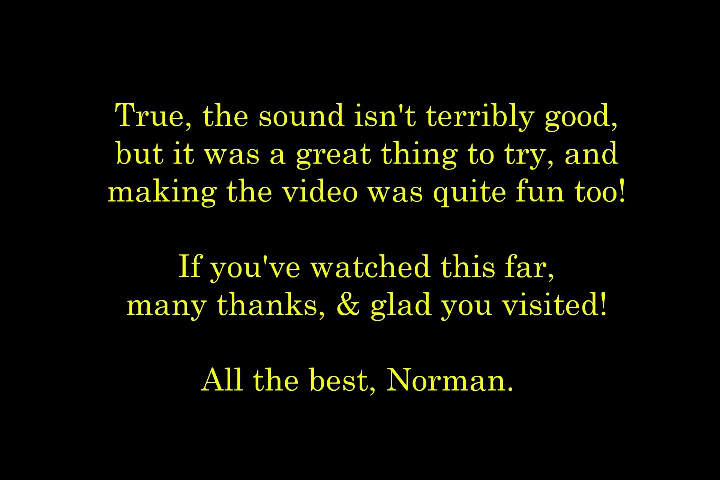 True, the sound isn't terribly good,
but it was a great thing to try, and
making the video was quite fun too!
If you've watched this far,
many thanks, & glad you visited!
All the best, Norman.